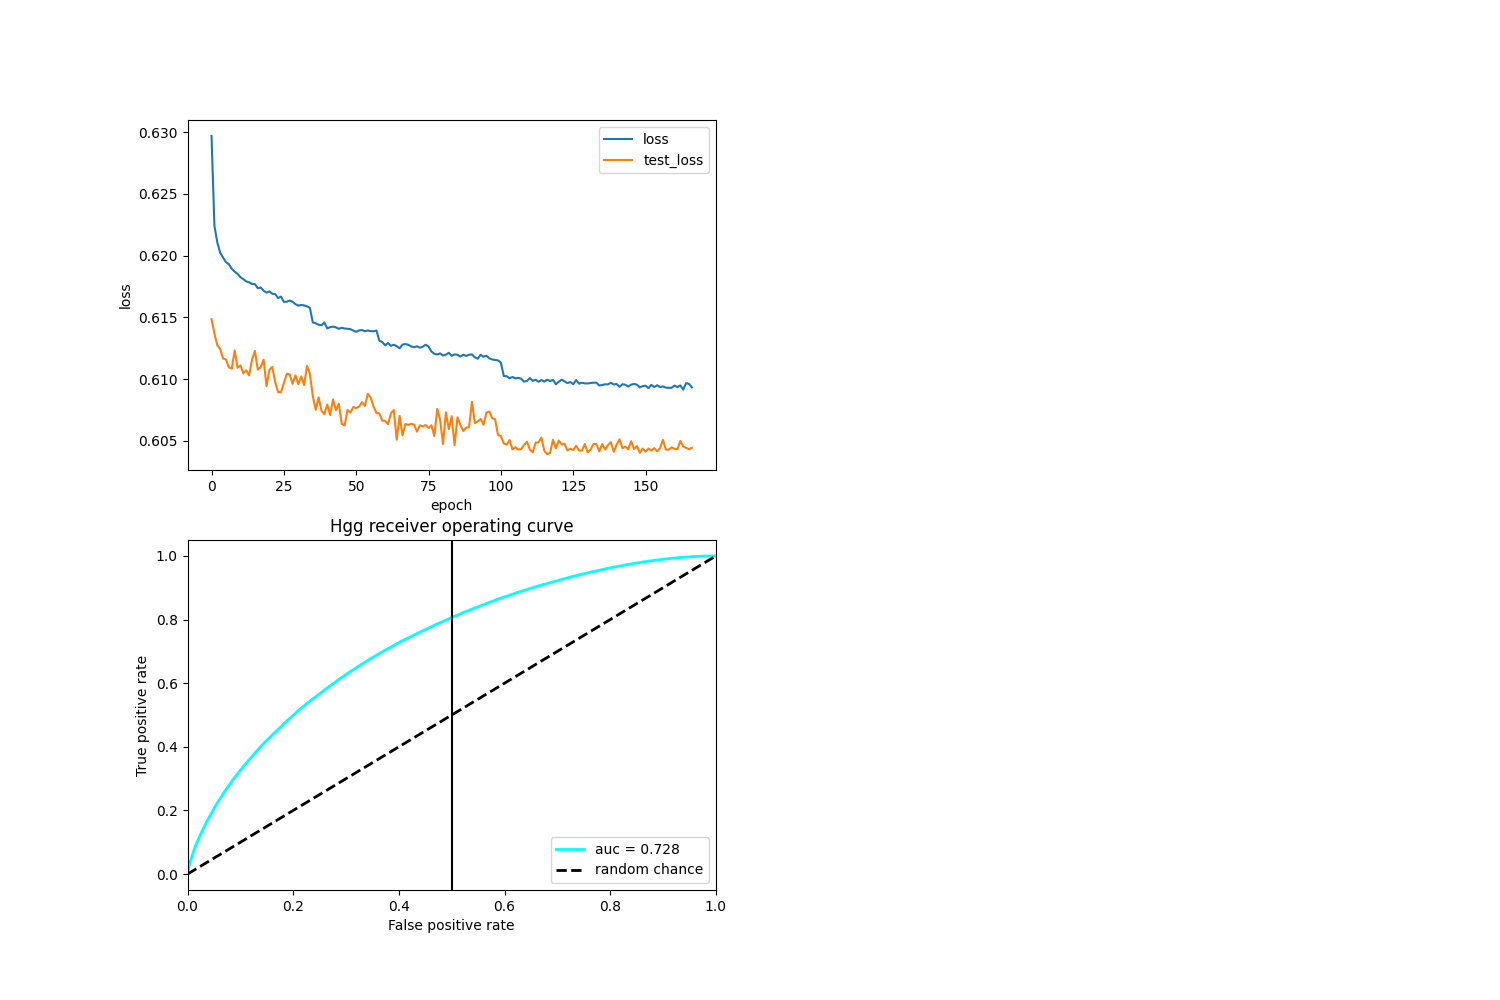 0.630
0.625
0.620
0.615
0.610
0.605
loss
loss
test_loss
0 25 50 75 100 125 150
epoch
Hgg receiver operating curve
1.0
0.8
0.6
0.4
0.2
0.0
True positive rate
auc = 0.728
random chance
0.0 0.2 0.4 0.6 0.8 1.0
False positive rate